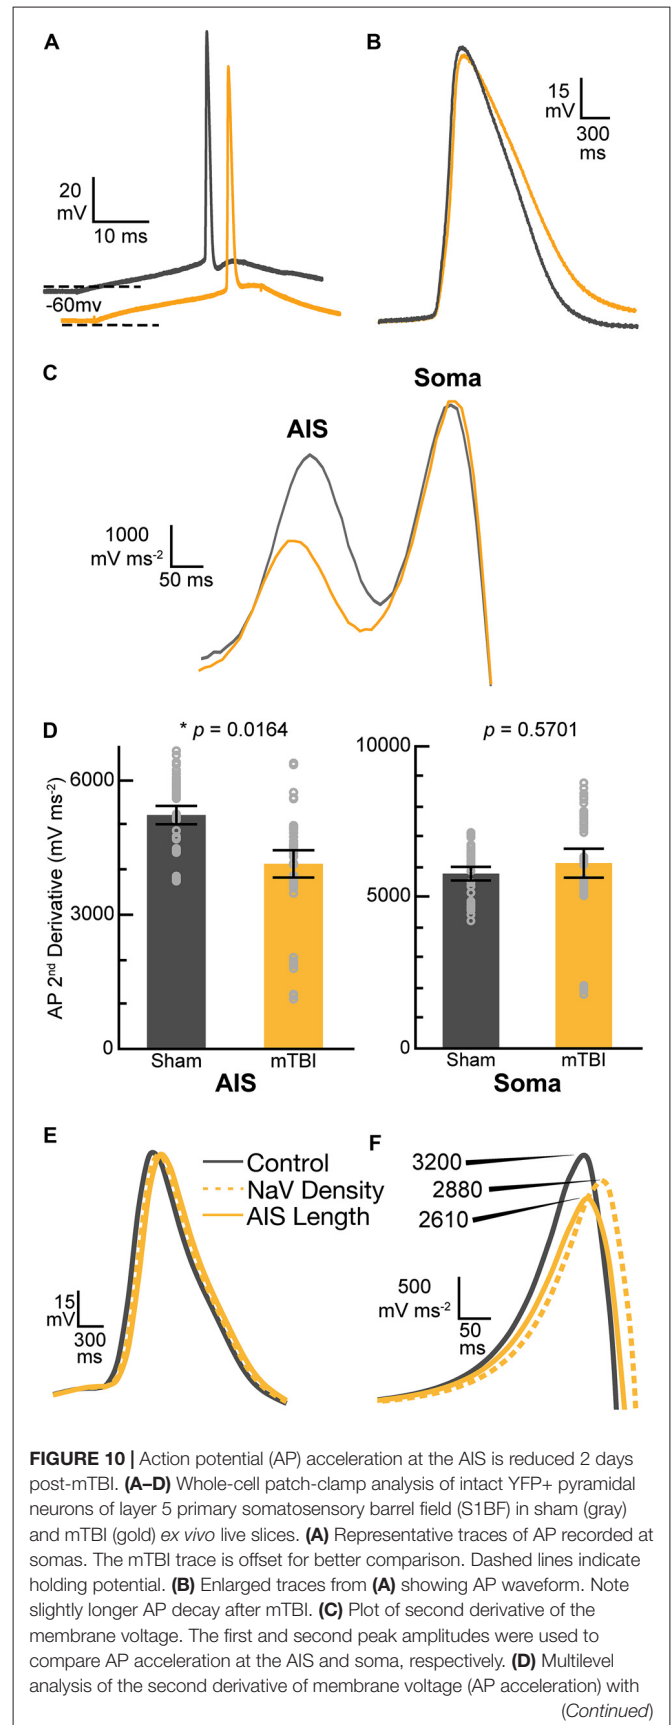 A
B
20
mV
10 ms
-60mv
15
mV
300
ms
C
AIS
Soma
1000
mV ms-2
50 ms
D
* p = 0.0164
p = 0.5701
AP 2nd Derivative (mV ms-2)
6000
3000
0
Sham
mTBI
AIS
10000
5000
0
Sham
mTBI
Soma
E
Control
NaV Density
AIS Length
15
mV
300
ms
F
3200
2880
2610
500
mV ms-2
50
ms
FIGURE 10 | Action potential (AP) acceleration at the AIS is reduced 2 days
post-mTBI. (A–D) Whole-cell patch-clamp analysis of intact YFP+ pyramidal
neurons of layer 5 primary somatosensory barrel field (S1BF) in sham (gray)
and mTBI (gold) ex vivo live slices. (A) Representative traces of AP recorded at
somas. The mTBI trace is offset for better comparison. Dashed lines indicate
holding potential. (B) Enlarged traces from (A) showing AP waveform. Note
slightly longer AP decay after mTBI. (C) Plot of second derivative of the
membrane voltage. The first and second peak amplitudes were used to
compare AP acceleration at the AIS and soma, respectively. (D) Multilevel
analysis of the second derivative of membrane voltage (AP acceleration) with
(Continued)